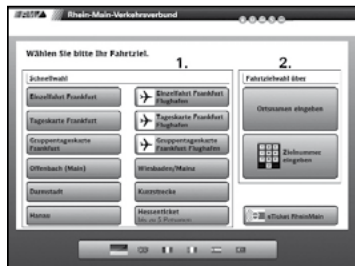 Rhein-Main-Verkehrsverbund
Wählen Sie bitte Ihr Fahrtziel.
1.
2.
Schnellwahl
Fahrtzielwahl über
Einzelfahrt Frankfurt
Einzelfahrt Frankfurt
Flughafen
Ortsnamen eingeben
Tageskarte Frankfurt
Tageskarte Frankfurt
Flughafen
Gruppentageskarte
Frankfurt
Gruppentageskarte
Frankfurt Flughafen
Zielnummer
eingeben
Offenbach (Main)
Wiesbaden/Mainz
Darmstadt
Kurzstrecke
Hanau
Hessenticket
bis zu 5 Personen
eTicket RheinMain